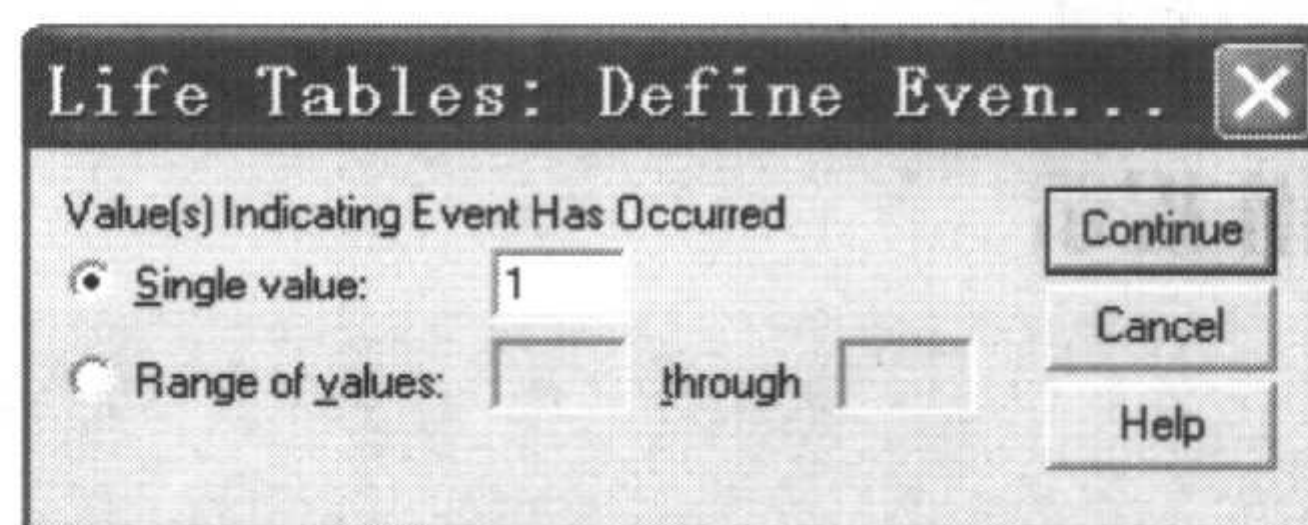 Life Tables: Define Even...
Value(s) Indicating Event Has Occurred
Single value: 1
Range of values: through
Continue
Cancel
Help